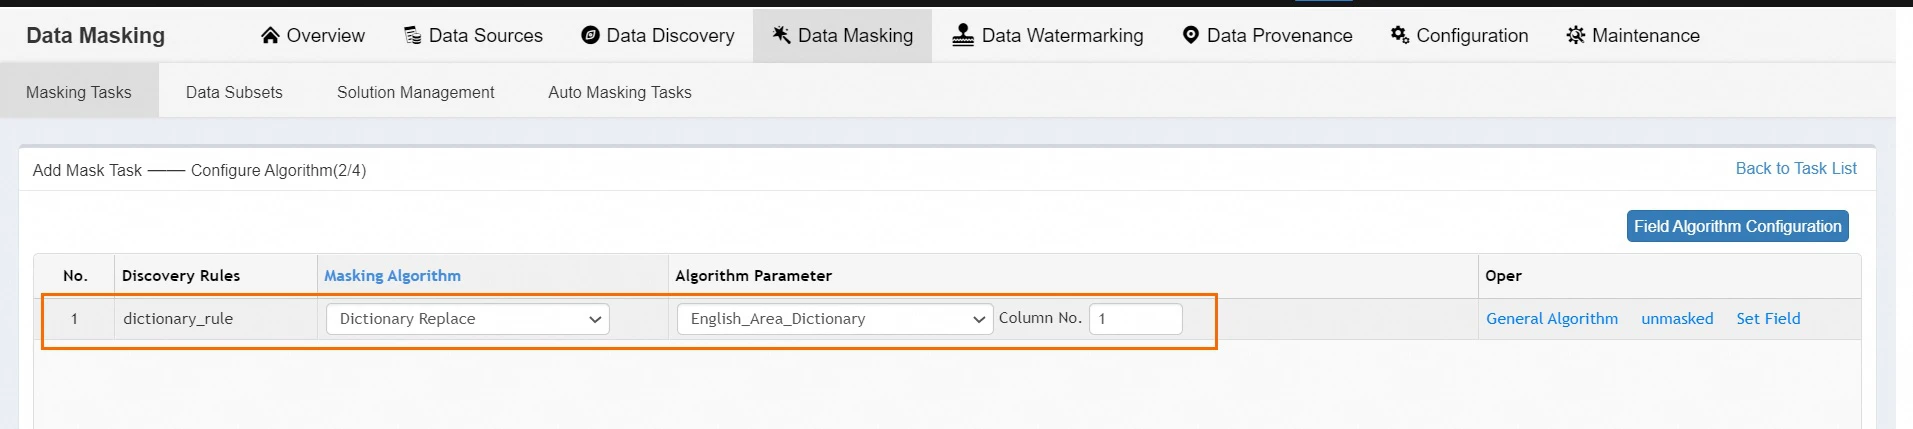 Data Masking Overview Data Sources Data Discovery Data Masking Data Watermarking Data Provenance Configuration Maintenance
Masking Tasks Data Subsets Solution Management Auto Masking Tasks
Add Mask Task —— Configure Algorithm(2/4) Back to Task List
Field Algorithm Configuration
No. Discovery Rules Masking Algorithm Algorithm Parameter Oper
1 dictionary_rule Dictionary Replace English_Area_Dictionary Column No. 1 General Algorithm unmasked Set Field